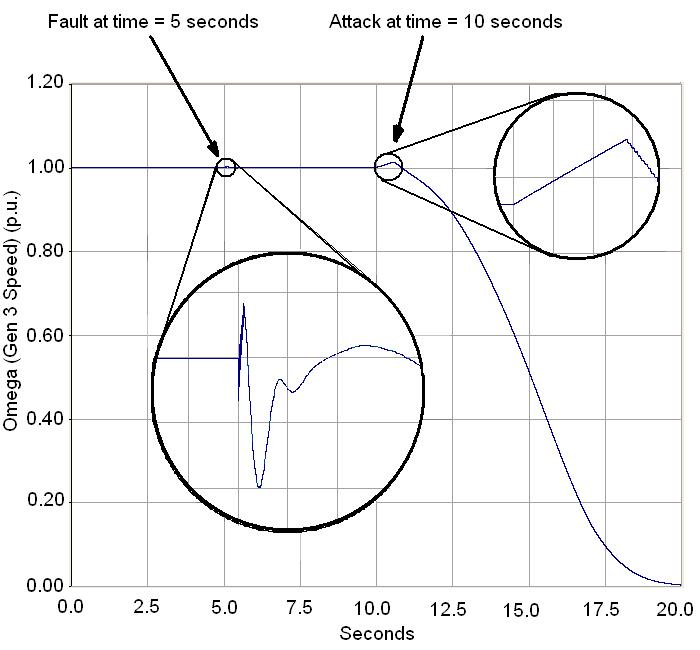 Fault at time = 5 seconds
Attack at time = 10 seconds
1.20
1.00
0.80
0.60
0.40
0.20
0.00
Omega (Gen 3 Speed) (p.u.)
0.0 2.5 5.0 7.5 10.0 12.5 15.0 17.5 20.0
Seconds